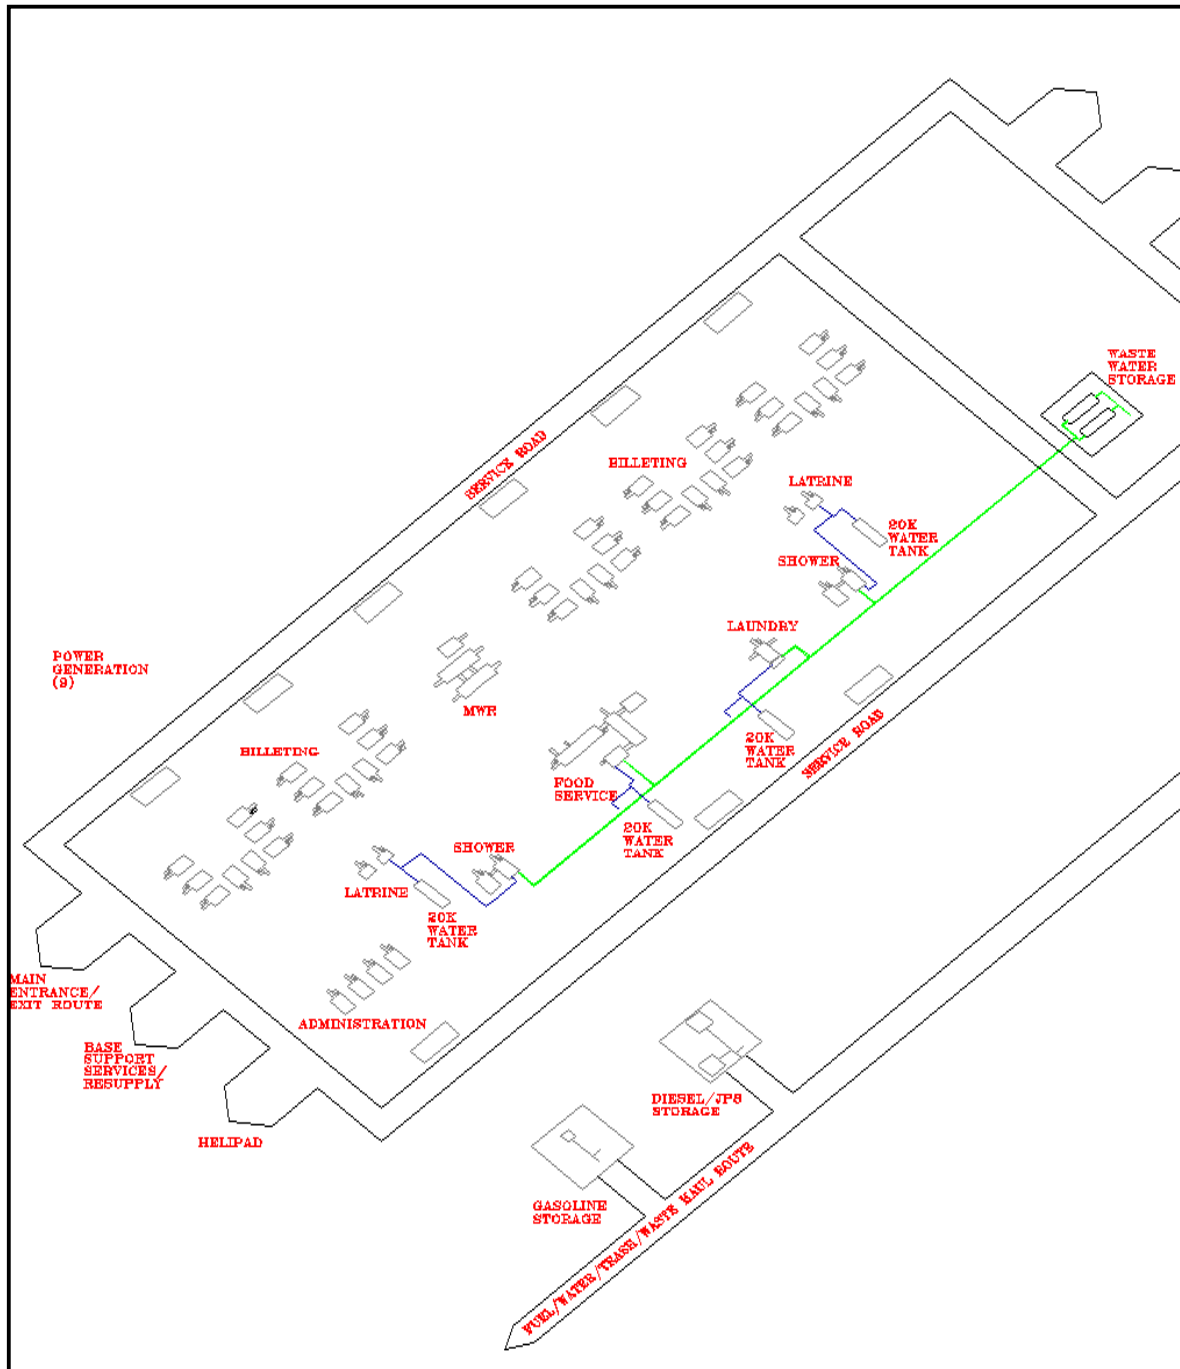 WASTE
WATER
STORAGE
SERVICE ROAD
BILLETING
LATRINE
20K
WATER
TANK
SHOWER
LAUNDRY
POWER
GENERATION
(9)
MWR
20K
WATER
TANK
SERVICE ROAD
BILLETING
FOOD
SERVICE
20K
WATER
TANK
SHOWER
LATRINE
20K
WATER
TANK
MAIN
ENTRANCE/
EXIT ROUTE
ADMINISTRATION
BASE
SUPPORT
SERVICES/
RESUPPLY
HELIPAD
DIESEL/JP8
STORAGE
GASOLINE
STORAGE
FUEL/WATER/TRASH/WASTE HAUL ROUTE